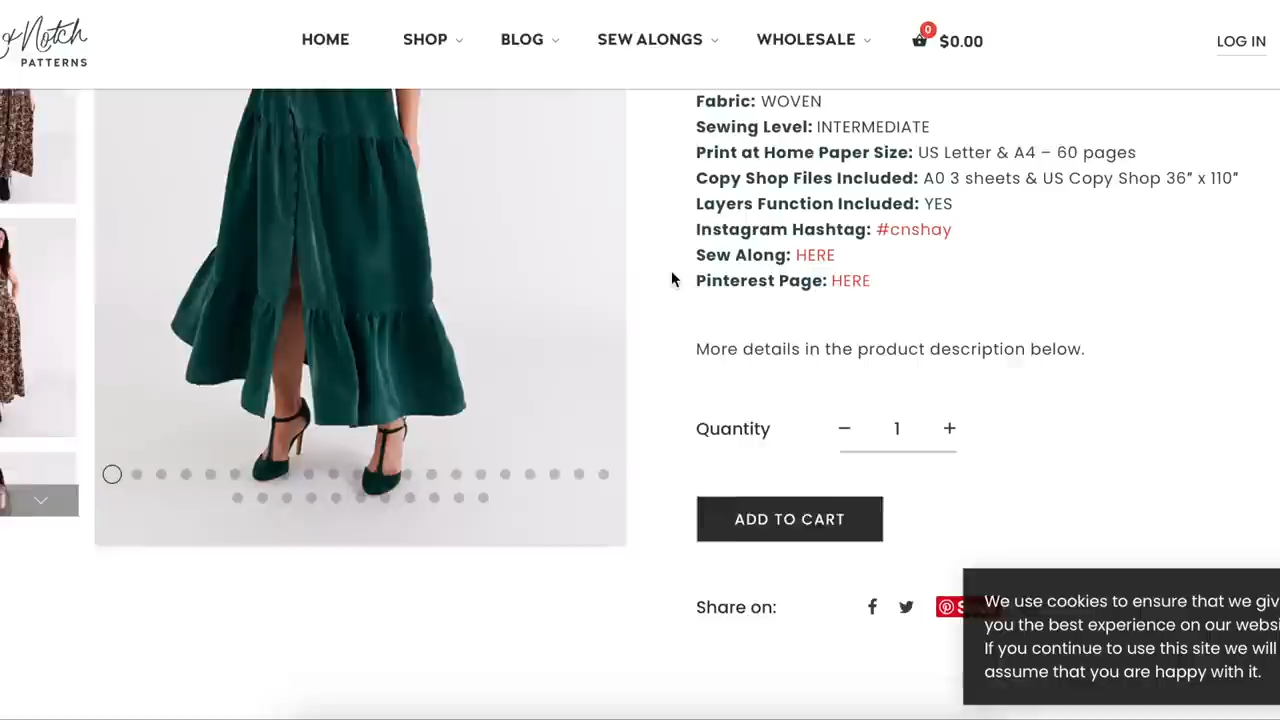 & Notch
PATTERNS
HOME
SHOP
BLOG
SEW ALONGS
WHOLESALE
0
$0.00
LOG IN
Fabric: WOVEN
Sewing Level: INTERMEDIATE
Print at Home Paper Size: US Letter & A4 – 60 pages
Copy Shop Files Included: A0 3 sheets & US Copy Shop 36" x 110"
Layers Function Included: YES
Instagram Hashtag: #cnshay
Sew Along: HERE
Pinterest Page: HERE
More details in the product description below.
Quantity
− 1 +
ADD TO CART
Share on:
We use cookies to ensure that we giv
you the best experience on our websi
If you continue to use this site we will
assume that you are happy with it.